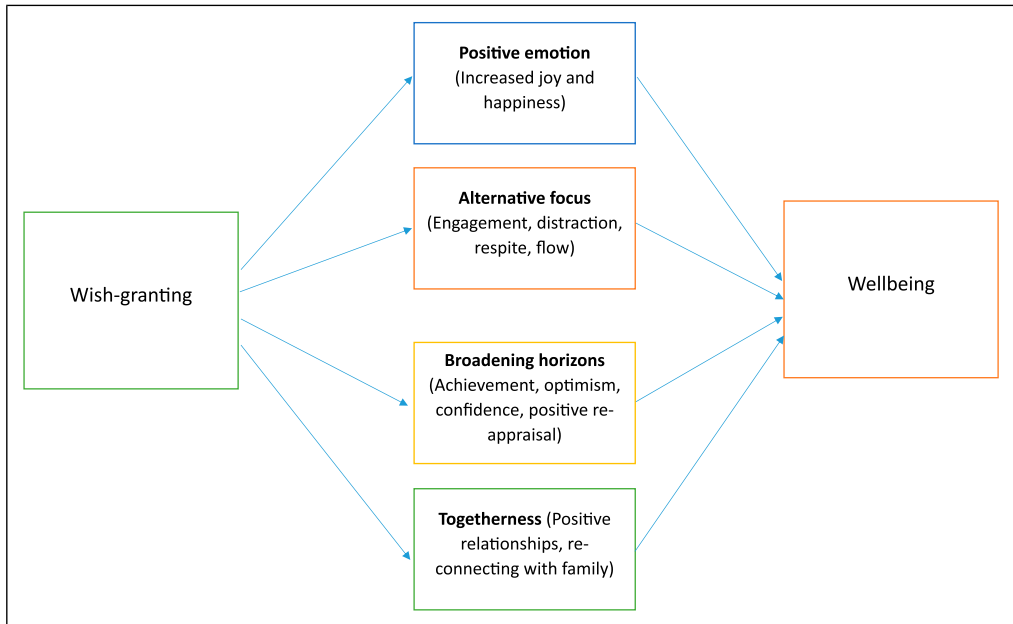 Positive emotion
(Increased joy and
happiness)
Alternative focus
(Engagement, distraction,
respite, flow)
Wish-granting
Wellbeing
Broadening horizons
(Achievement, optimism,
confidence, positive re-
appraisal)
Togetherness (Positive
relationships, re-
connecting with family)